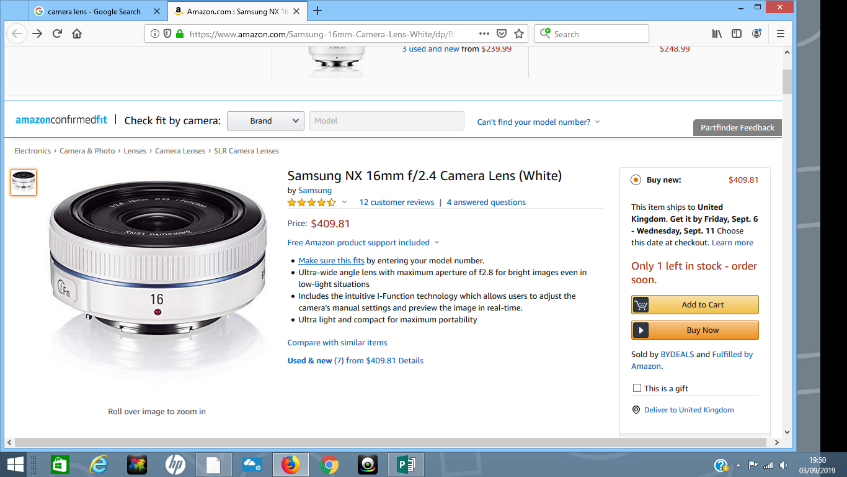 camera lens - Google Search
Amazon.com : Samsung NX 16
https://www.amazon.com/Samsung-16mm-Camera-Lens-White/dp/B
Search
3 used and new from $239.99
$248.99
amazonconfirmedfit | Check fit by camera:
Brand
Model
Can't find your model number?
Partfinder Feedback
Electronics › Camera & Photo › Lenses › Camera Lenses › SLR Camera Lenses
Samsung NX 16mm f/2.4 Camera Lens (White)
by Samsung
12 customer reviews | 4 answered questions
Price: $409.81
Free Amazon product support included
• Make sure this fits by entering your model number.
• Ultra-wide angle lens with maximum aperture of f2.8 for bright images even in
low-light situations
• Includes the intuitive I-Function technology which allows users to adjust the
camera's manual settings and preview the image in real-time.
• Ultra light and compact for maximum portability
Compare with similar items
Used & new (7) from $409.81 Details
SAMSUNG LENS
iFn
16
Roll over image to zoom in
Buy new:
$409.81
This item ships to United
Kingdom. Get it by Friday, Sept. 6
- Wednesday, Sept. 11 Choose
this date at checkout. Learn more
Only 1 left in stock - order
soon.
Add to Cart
Buy Now
Sold by BYDEALS and Fulfilled by
Amazon.
This is a gift
Deliver to United Kingdom
19:50
03/09/2019